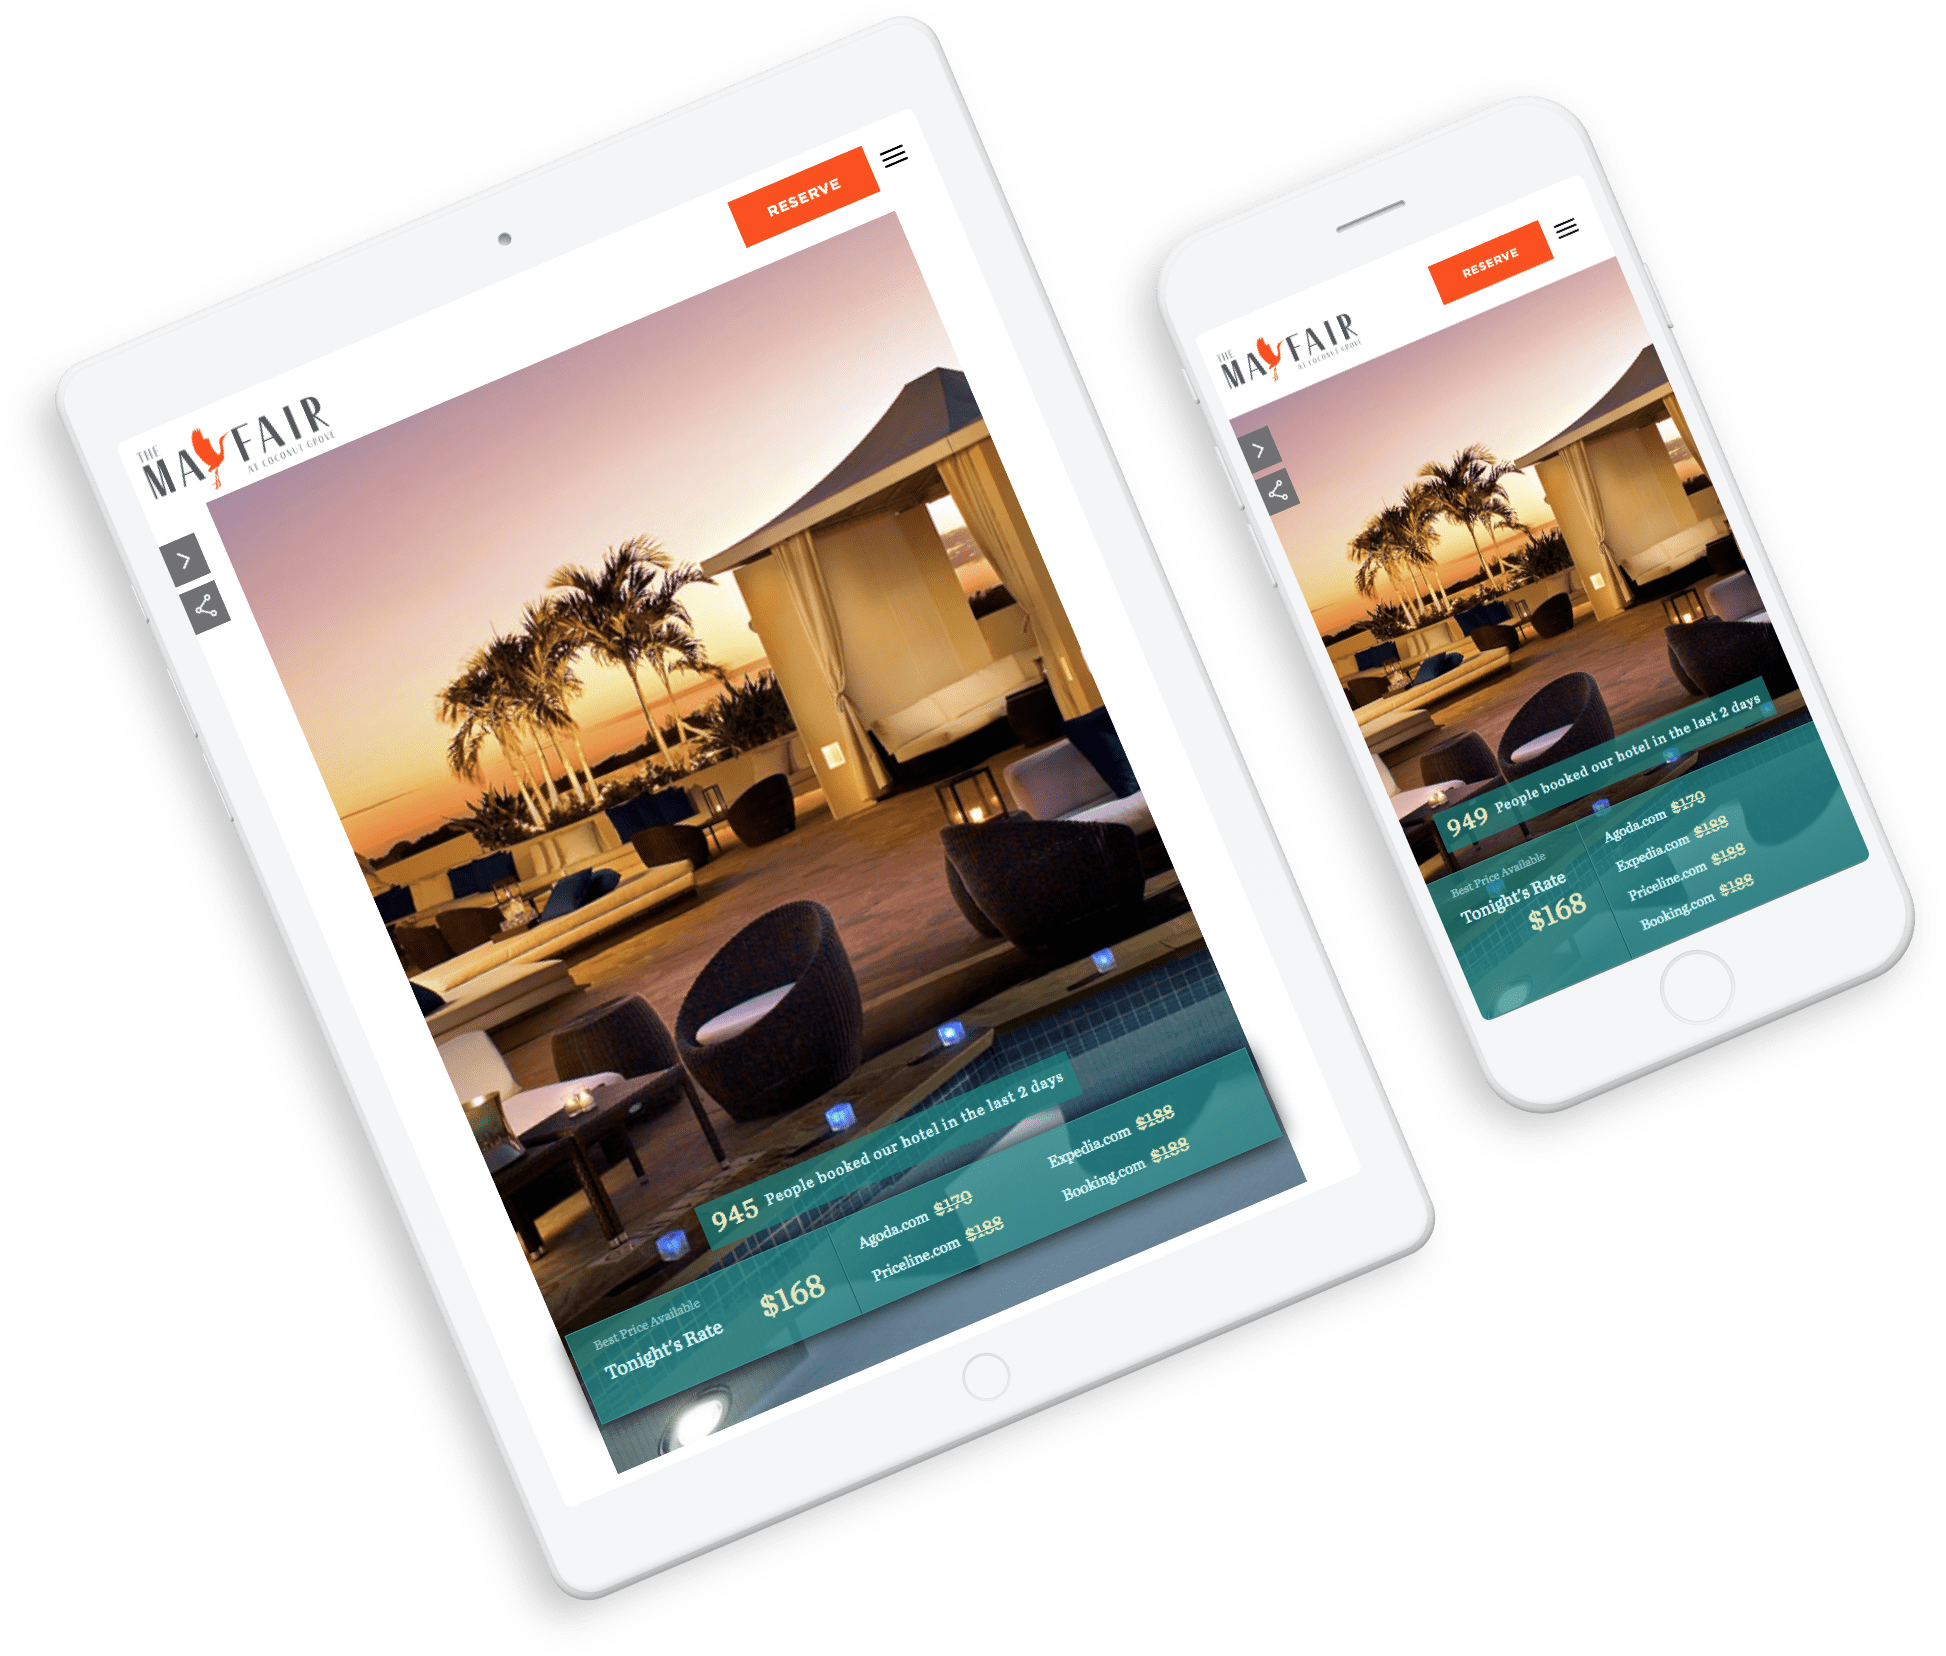 RESERVE
THE
MAYFAIR
AT COCONUT GROVE
945 People booked our hotel in the last 2 days
Best Price Available
Tonight's Rate
$168
Agoda.com $170
Priceline.com $188
Expedia.com $188
Booking.com $188
RESERVE
THE
MAYFAIR
AT COCONUT GROVE
949 People booked our hotel in the last 2 days
Best Price Available
Tonight's Rate
$168
Agoda.com $170
Expedia.com $188
Priceline.com $188
Booking.com $188